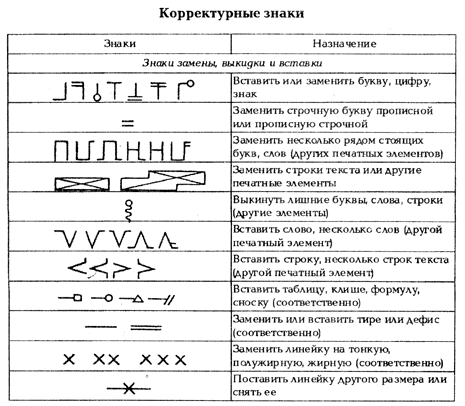 Корректурные знаки
Знаки
Назначение
Знаки замены, выкидки и вставки
Вставить или заменить букву, цифру,
знак
Заменить строчную букву прописной
или прописную строчной
Заменить несколько рядом стоящих
букв, слов (других печатных элементов)
Заменить строки текста или другие
печатные элементы
Выкинуть лишние буквы, слова, строки
(другие элементы)
Вставить слово, несколько слов (другой
печатный элемент)
Вставить строку, несколько строк текста
(другой печатный элемент)
Вставить таблицу, клише, формулу,
сноску (соответственно)
Заменить или вставить тире или дефис
(соответственно)
Заменить линейку на тонкую,
полужирную, жирную (соответственно)
Поставить линейку другого размера или
снять ее